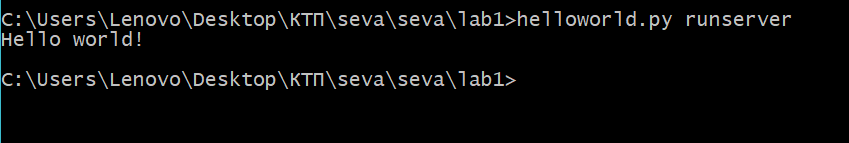 C:\Users\Lenovo\Desktop\КТП\seva\seva\lab1>helloworld.py runserver
Hello world!
C:\Users\Lenovo\Desktop\КТП\seva\seva\lab1>